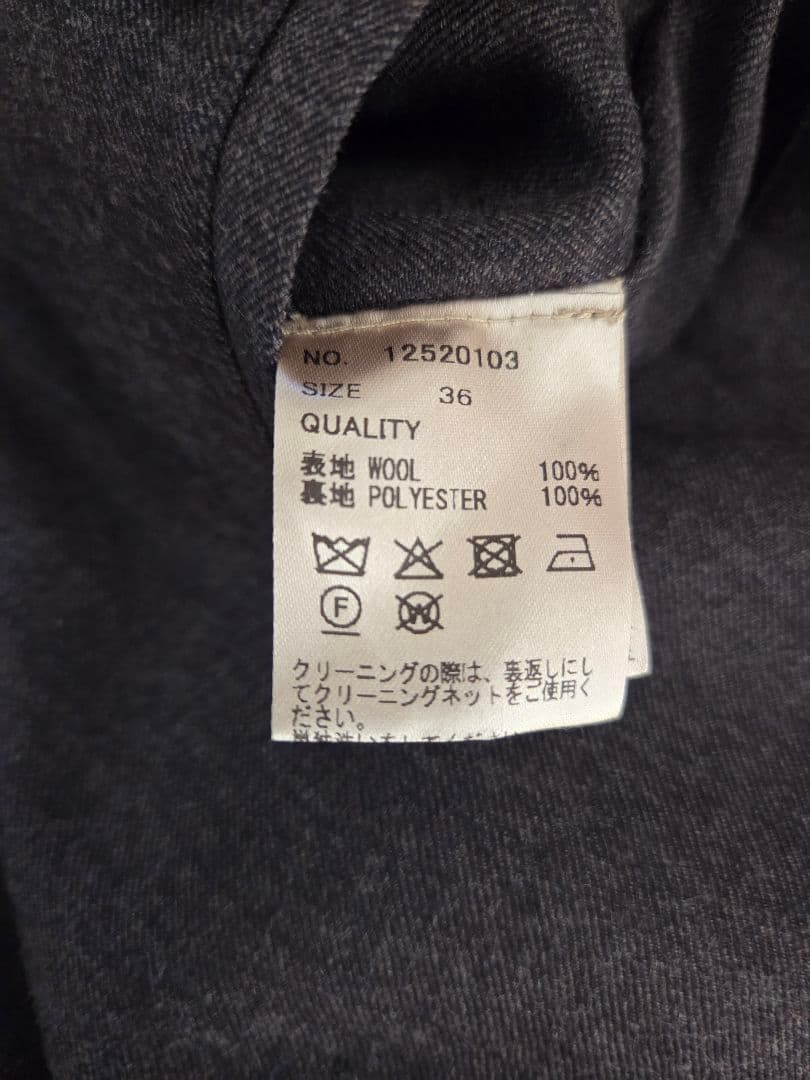 NO. 12520103
SIZE 36
QUALITY
表地 WOOL 100%
裏地 POLYESTER 100%
F
W
クリーニングの際は、裏返しにし
てクリーニングネットをご使用く
ださい。